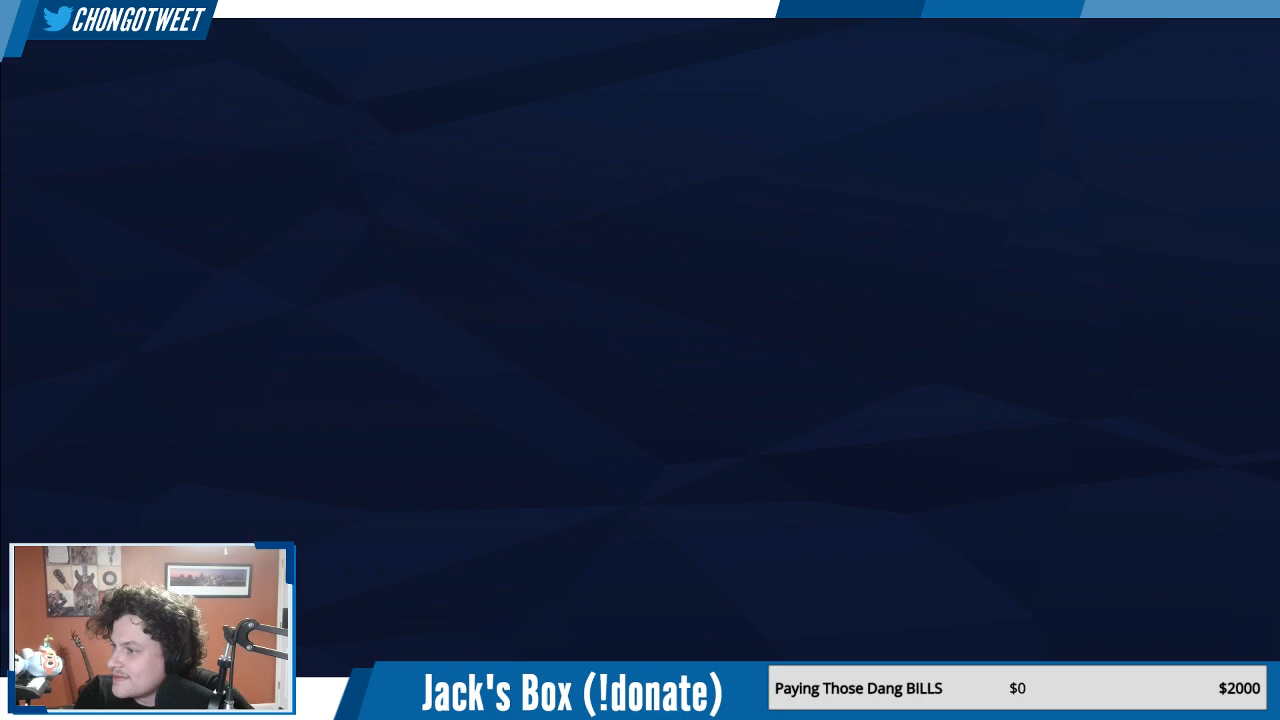 CHONGOTWEET
Jack's Box (!donate)
Paying Those Dang BILLS $0 $2000